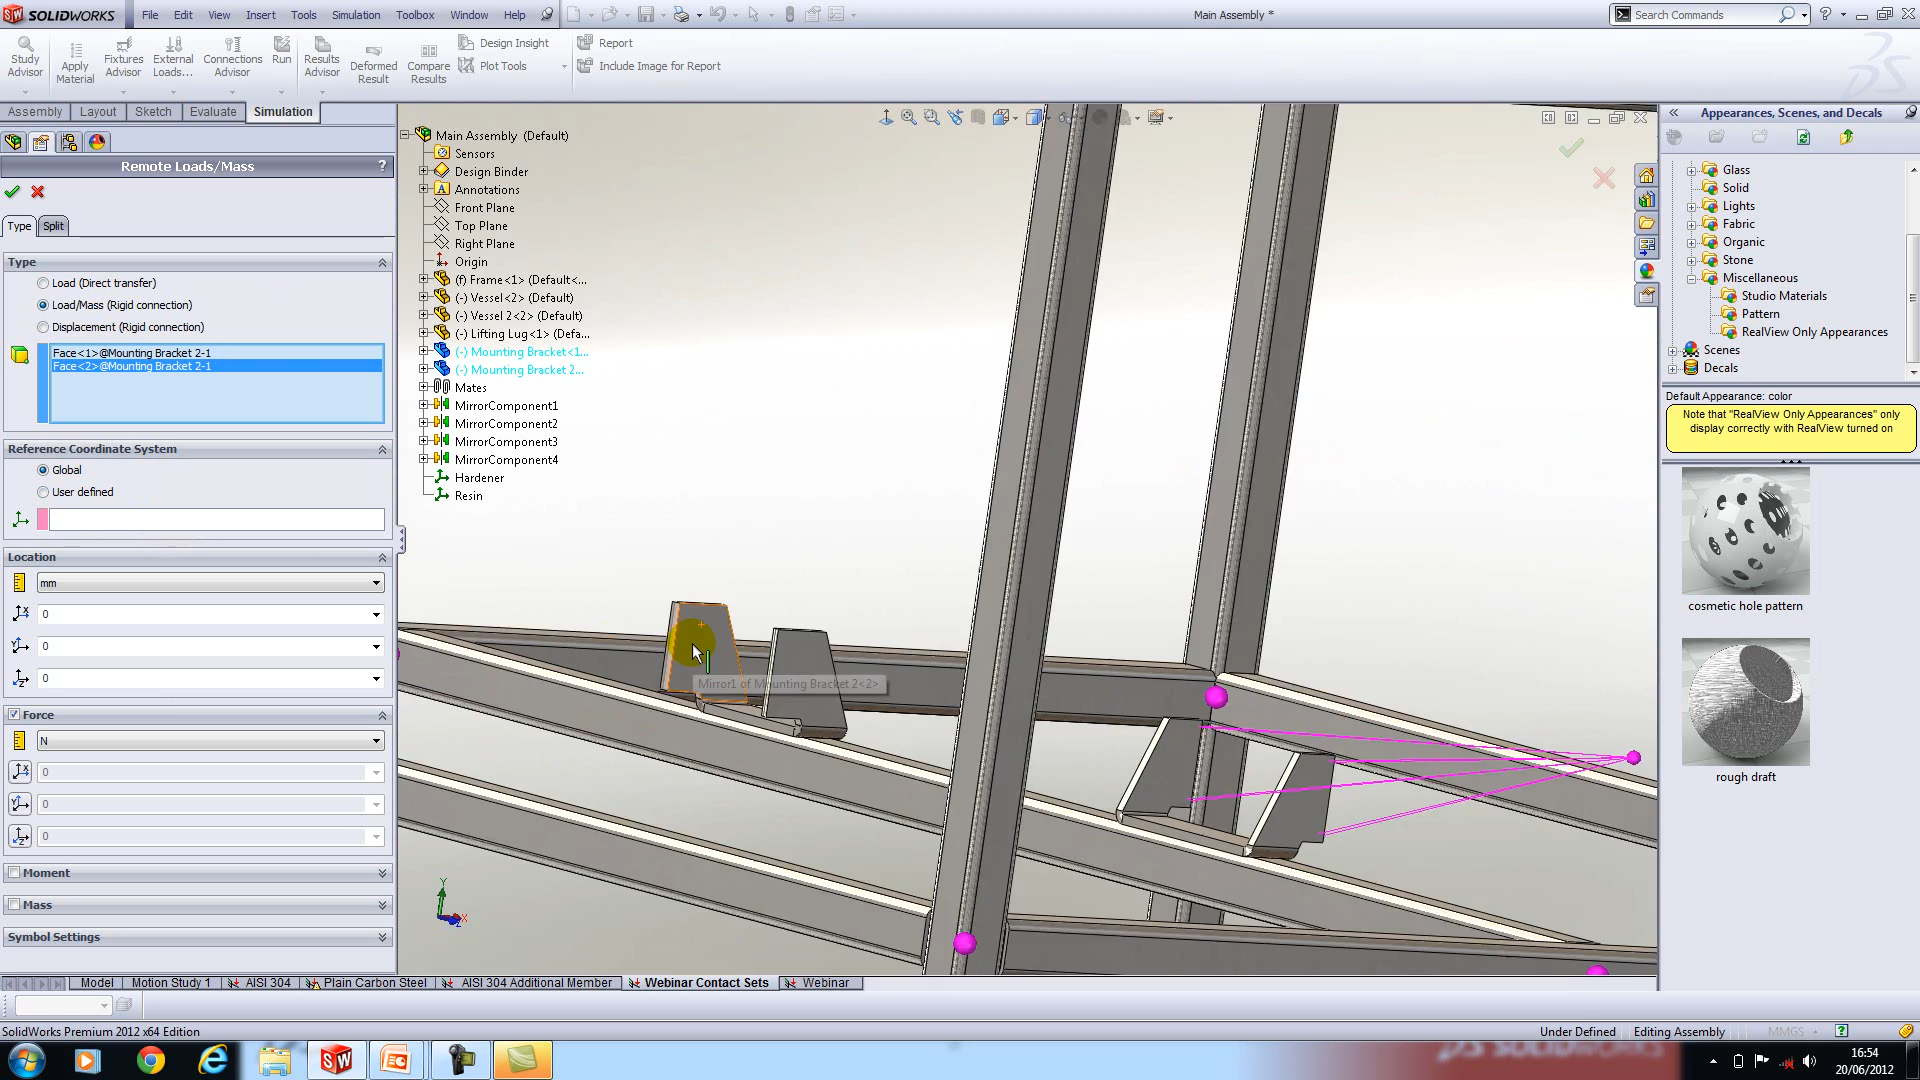 SOLIDWORKS File Edit View Insert Tools Simulation Toolbox Window Help Main Assembly * Search Commands
Study Advisor
Apply Material
Fixtures Advisor
External Loads...
Connections Advisor
Run
Results Advisor
Deformed Result
Compare Results
Design Insight
Plot Tools
Report
Include Image for Report
Assembly Layout Sketch Evaluate Simulation
Remote Loads/Mass ?
Type Split
Type
Load (Direct transfer)
Load/Mass (Rigid connection)
Displacement (Rigid connection)
Face<1>@Mounting Bracket 2-1
Face<2>@Mounting Bracket 2-1
Reference Coordinate System
Global
User defined
Location
mm
0
0
0
Force
N
0
0
0
Moment
Mass
Symbol Settings
Main Assembly (Default)
Sensors
Design Binder
Annotations
Front Plane
Top Plane
Right Plane
Origin
(f) Frame<1> (Default<...
(-) Vessel<2> (Default)
(-) Vessel 2<2> (Default)
(-) Lifting Lug<1> (Defa...
(-) Mounting Bracket<1...
(-) Mounting Bracket 2...
Mates
MirrorComponent1
MirrorComponent2
MirrorComponent3
MirrorComponent4
Hardener
Resin
Mirror1 of Mounting Bracket 2<2>
Y
X
Z
Appearances, Scenes, and Decals
Glass
Solid
Lights
Fabric
Organic
Stone
Miscellaneous
Studio Materials
Pattern
RealView Only Appearances
Scenes
Decals
Default Appearance: color
Note that "RealView Only Appearances" only
display correctly with RealView turned on
cosmetic hole pattern
rough draft
Model Motion Study 1 AISI 304 Plain Carbon Steel AISI 304 Additional Member Webinar Contact Sets Webinar
SolidWorks Premium 2012 x64 Edition Under Defined Editing Assembly MMGS
16:54
20/06/2012